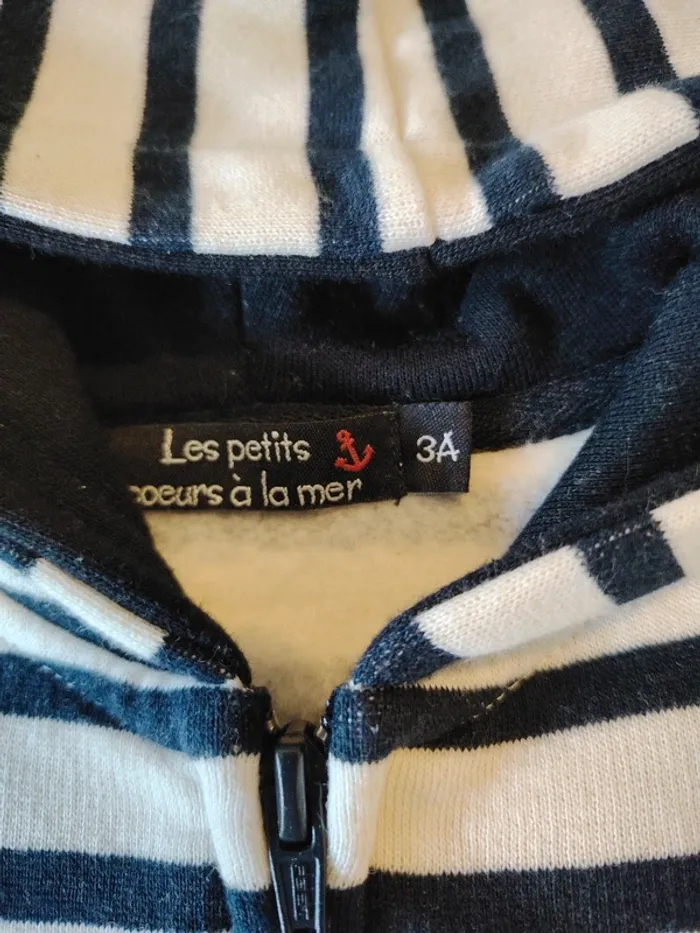 Les petits
coeurs à la mer
3A